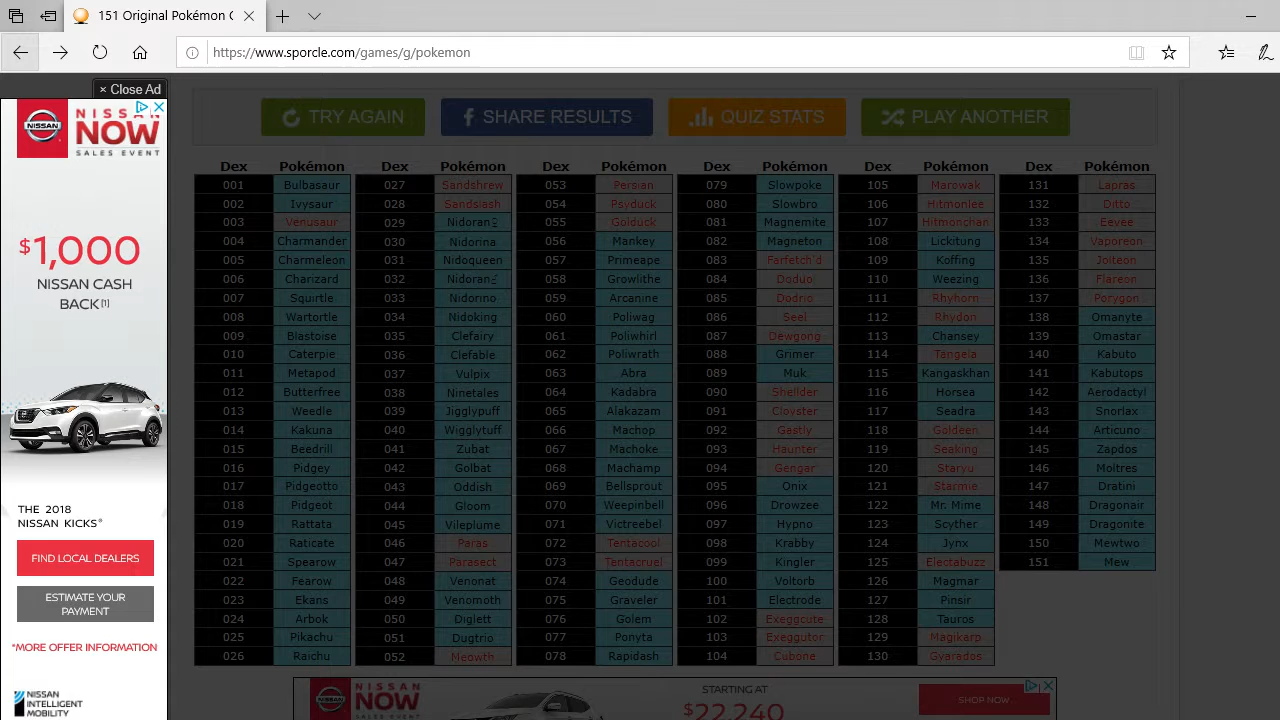 151 Original Pokémon C
https://www.sporcle.com/games/g/pokemon
× Close Ad
TRY AGAIN SHARE RESULTS QUIZ STATS PLAY ANOTHER
NISSAN
NISSAN
NOW
SALES EVENT
$1,000
NISSAN CASH
BACK[1]
THE 2018
NISSAN KICKS®
FIND LOCAL DEALERS
ESTIMATE YOUR
PAYMENT
*MORE OFFER INFORMATION
NISSAN
INTELLIGENT
MOBILITY
Dex Pokémon Dex Pokémon Dex Pokémon Dex Pokémon Dex Pokémon Dex Pokémon
001 Bulbasaur 027 Sandshrew 053 Persian 079 Slowpoke 105 Marowak 131 Lapras
002 Ivysaur 028 Sandslash 054 Psyduck 080 Slowbro 106 Hitmonlee 132 Ditto
003 Venusaur 029 Nidoran♀ 055 Golduck 081 Magnemite 107 Hitmonchan 133 Eevee
004 Charmander 030 Nidorina 056 Mankey 082 Magneton 108 Lickitung 134 Vaporeon
005 Charmeleon 031 Nidoqueen 057 Primeape 083 Farfetch'd 109 Koffing 135 Jolteon
006 Charizard 032 Nidoran♂ 058 Growlithe 084 Doduo 110 Weezing 136 Flareon
007 Squirtle 033 Nidorino 059 Arcanine 085 Dodrio 111 Rhyhorn 137 Porygon
008 Wartortle 034 Nidoking 060 Poliwag 086 Seel 112 Rhydon 138 Omanyte
009 Blastoise 035 Clefairy 061 Poliwhirl 087 Dewgong 113 Chansey 139 Omastar
010 Caterpie 036 Clefable 062 Poliwrath 088 Grimer 114 Tangela 140 Kabuto
011 Metapod 037 Vulpix 063 Abra 089 Muk 115 Kangaskhan 141 Kabutops
012 Butterfree 038 Ninetales 064 Kadabra 090 Shellder 116 Horsea 142 Aerodactyl
013 Weedle 039 Jigglypuff 065 Alakazam 091 Cloyster 117 Seadra 143 Snorlax
014 Kakuna 040 Wigglytuff 066 Machop 092 Gastly 118 Goldeen 144 Articuno
015 Beedrill 041 Zubat 067 Machoke 093 Haunter 119 Seaking 145 Zapdos
016 Pidgey 042 Golbat 068 Machamp 094 Gengar 120 Staryu 146 Moltres
017 Pidgeotto 043 Oddish 069 Bellsprout 095 Onix 121 Starmie 147 Dratini
018 Pidgeot 044 Gloom 070 Weepinbell 096 Drowzee 122 Mr. Mime 148 Dragonair
019 Rattata 045 Vileplume 071 Victreebel 097 Hypno 123 Scyther 149 Dragonite
020 Raticate 046 Paras 072 Tentacool 098 Krabby 124 Jynx 150 Mewtwo
021 Spearow 047 Parasect 073 Tentacruel 099 Kingler 125 Electabuzz 151 Mew
022 Fearow 048 Venonat 074 Geodude 100 Voltorb 126 Magmar
023 Ekans 049 Venomoth 075 Graveler 101 Electrode 127 Pinsir
024 Arbok 050 Diglett 076 Golem 102 Exeggcute 128 Tauros
025 Pikachu 051 Dugtrio 077 Ponyta 103 Exeggutor 129 Magikarp
026 Raichu 052 Meowth 078 Rapidash 104 Cubone 130 Gyarados
NISSAN
NISSAN
NOW
STARTING AT
$22,240
SHOP NOW